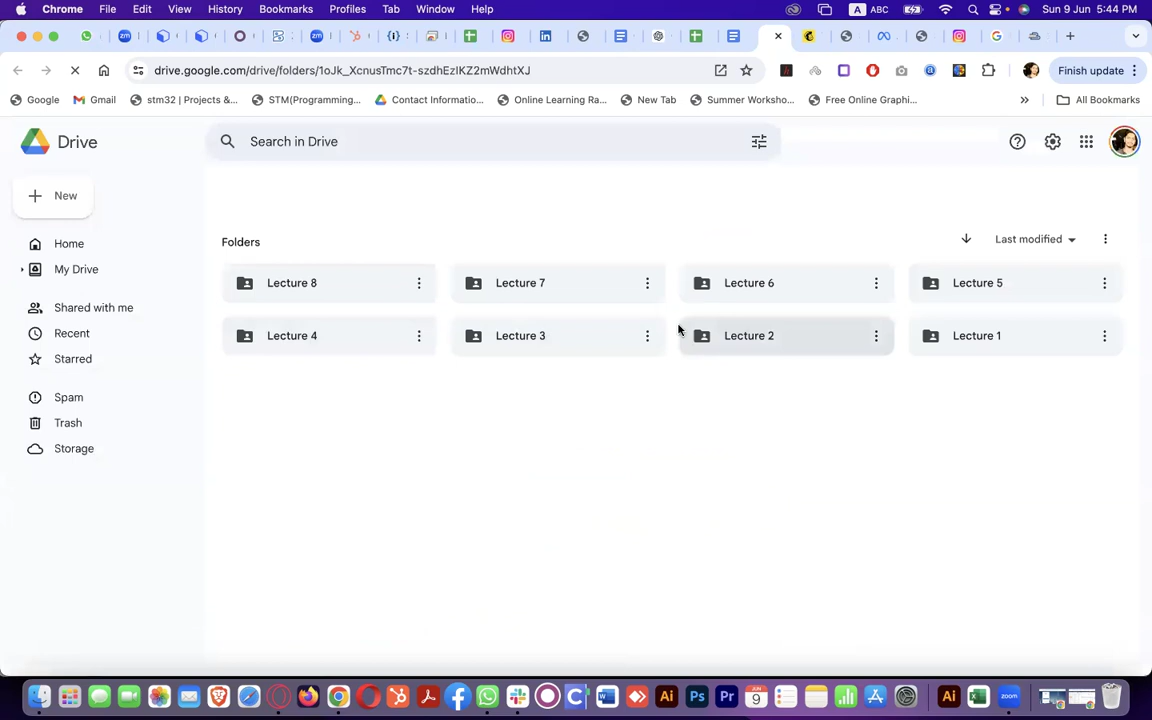 Chrome File Edit View History Bookmarks Profiles Tab Window Help A ABC Sun 9 Jun 5:44 PM
drive.google.com/drive/folders/1oJk_XcnusTmc7t-szdhEzIKZ2mWdhtXJ Finish update
Google Gmail stm32 | Projects &... STM(Programming... Contact Informatio... Online Learning Ra... New Tab Summer Worksho... Free Online Graphi... » All Bookmarks
Drive Search in Drive
New
Home
My Drive
Shared with me
Recent
Starred
Spam
Trash
Storage
Folders Last modified
Lecture 8 Lecture 7 Lecture 6 Lecture 5
Lecture 4 Lecture 3 Lecture 2 Lecture 1